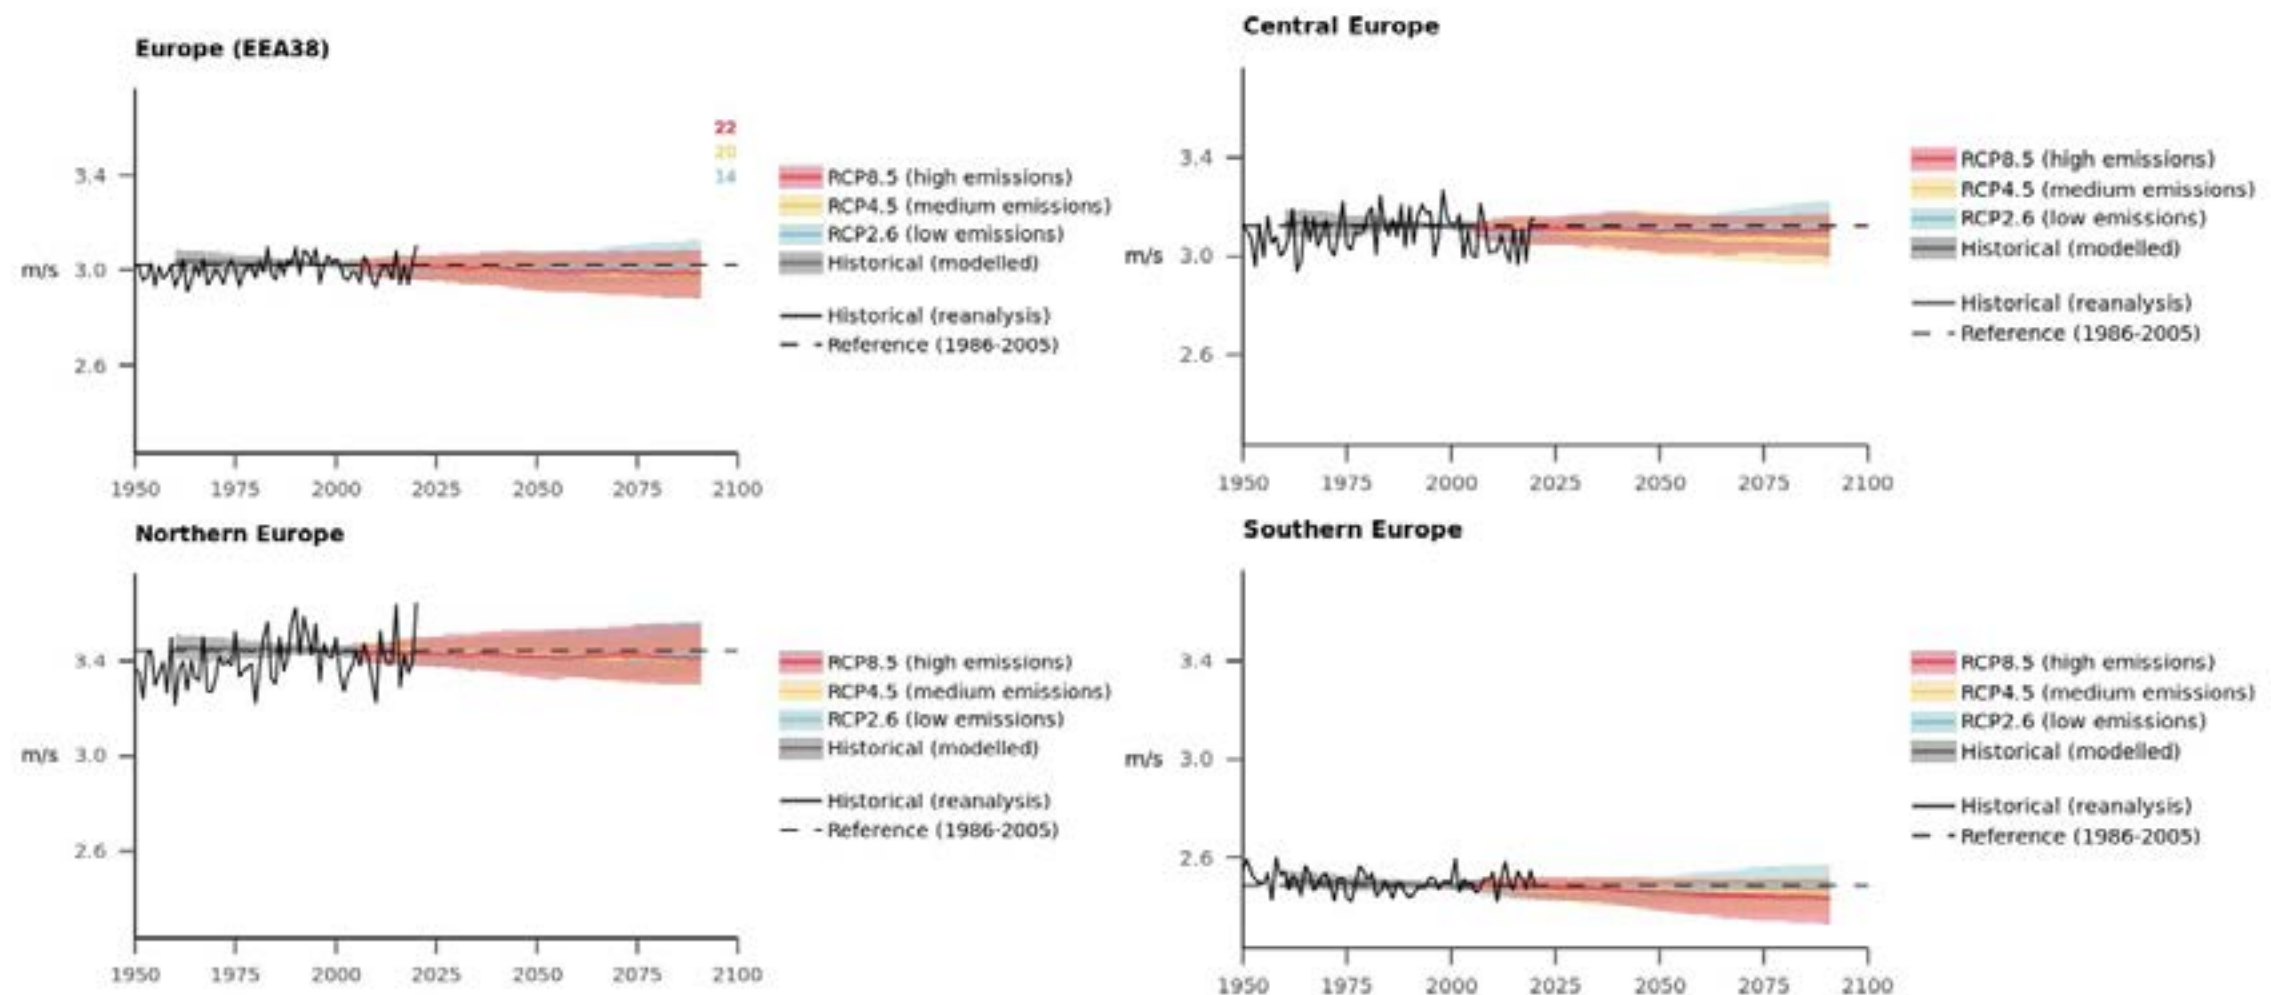 Europe (EEA38)
m/s
3.4
3.0
2.6
1950 1975 2000 2025 2050 2075 2100
22
20
14
RCP8.5 (high emissions)
RCP4.5 (medium emissions)
RCP2.6 (low emissions)
Historical (modelled)
Historical (reanalysis)
Reference (1986-2005)
Central Europe
m/s
3.4
3.0
2.6
1950 1975 2000 2025 2050 2075 2100
RCP8.5 (high emissions)
RCP4.5 (medium emissions)
RCP2.6 (low emissions)
Historical (modelled)
Historical (reanalysis)
Reference (1986-2005)
Northern Europe
m/s
3.4
3.0
2.6
1950 1975 2000 2025 2050 2075 2100
RCP8.5 (high emissions)
RCP4.5 (medium emissions)
RCP2.6 (low emissions)
Historical (modelled)
Historical (reanalysis)
Reference (1986-2005)
Southern Europe
m/s
3.4
3.0
2.6
1950 1975 2000 2025 2050 2075 2100
RCP8.5 (high emissions)
RCP4.5 (medium emissions)
RCP2.6 (low emissions)
Historical (modelled)
Historical (reanalysis)
Reference (1986-2005)